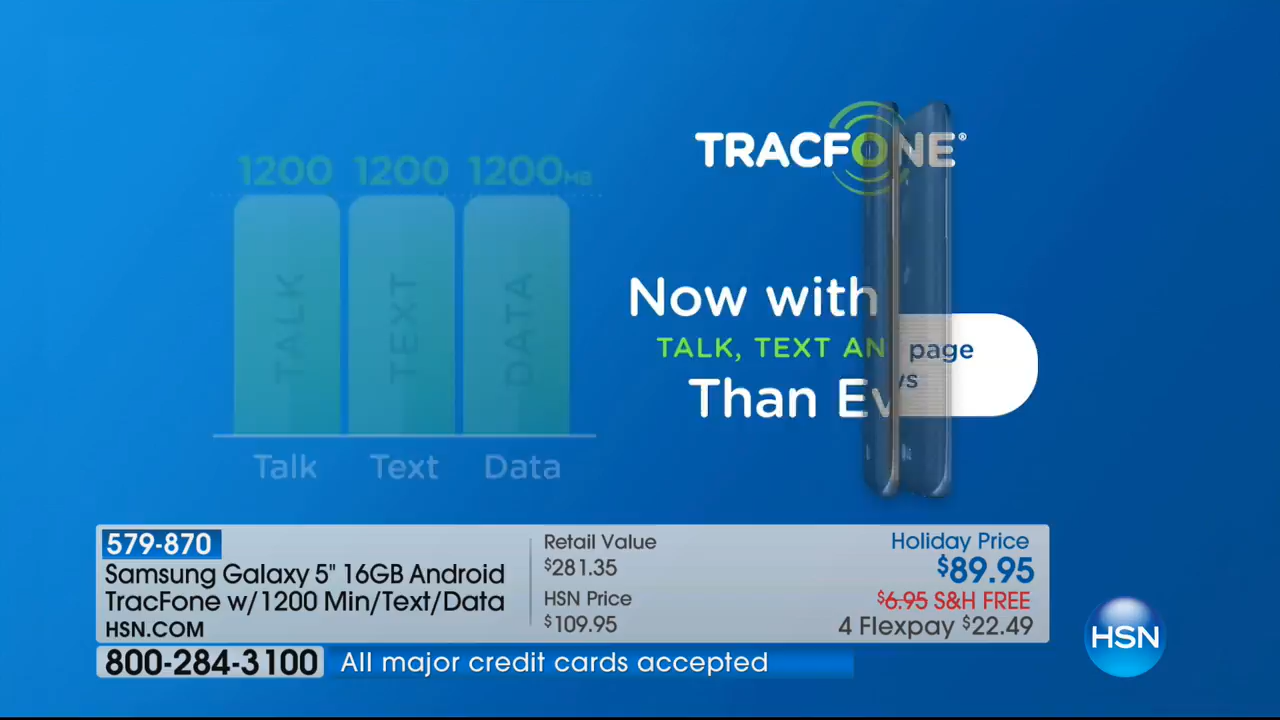 1200 1200 1200MB
TALK
TEXT
DATA
Talk Text Data
TRACFONE®
Now with
TALK, TEXT AN
page
Than Ev
579-870
Samsung Galaxy 5" 16GB Android
TracFone w/1200 Min/Text/Data
HSN.COM
Retail Value
$281.35
HSN Price
$109.95
Holiday Price
$89.95
$6.95 S&H FREE
4 Flexpay $22.49
800-284-3100
All major credit cards accepted
HSN